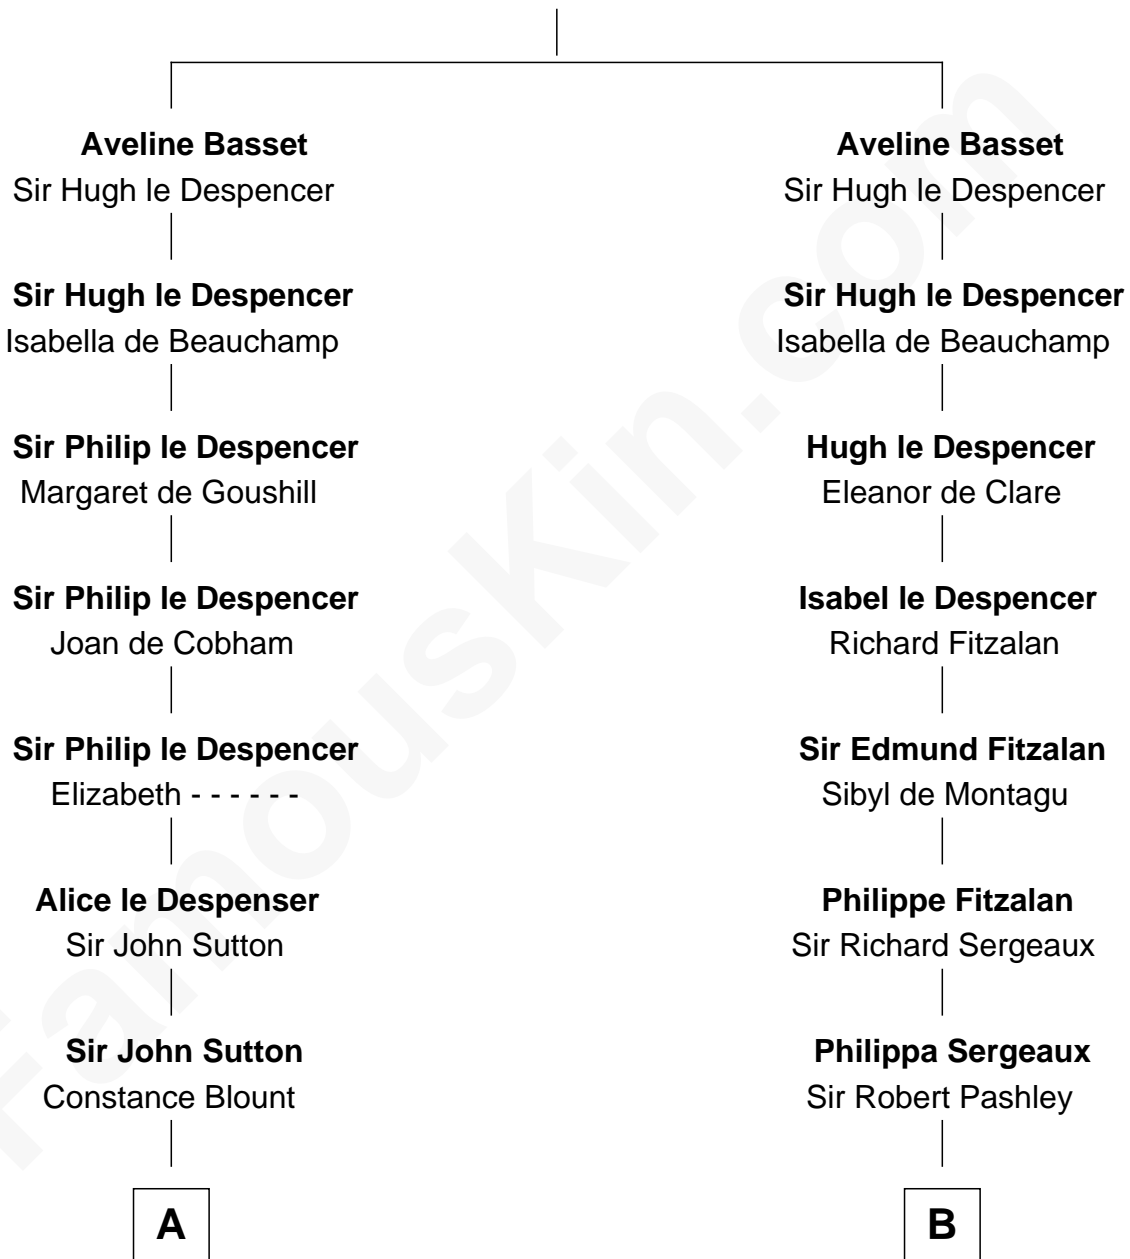 Aveline Basset
Sir Hugh le Despencer
Sir Hugh le Despencer
Isabella de Beauchamp
Sir Philip le Despencer
Margaret de Goushill
Sir Philip le Despencer
Joan de Cobham
Sir Philip le Despencer
Elizabeth - - - - - -
Alice le Despenser
Sir John Sutton
Sir John Sutton
Constance Blount
A
Aveline Basset
Sir Hugh le Despencer
Sir Hugh le Despencer
Isabella de Beauchamp
Hugh le Despencer
Eleanor de Clare
Isabel le Despencer
Richard Fitzalan
Sir Edmund Fitzalan
Sibyl de Montagu
Philippe Fitzalan
Sir Richard Sergeaux
Philippa Sergeaux
Sir Robert Pashley
B
FamousKin.com